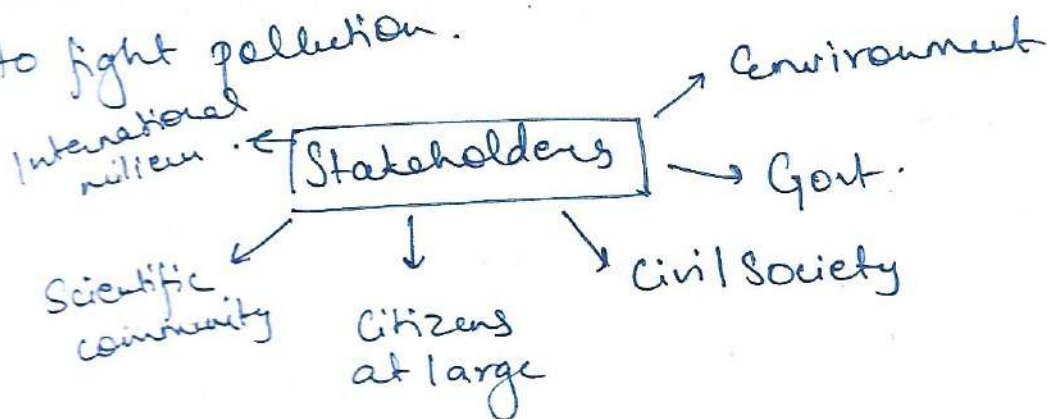 to fight pollution.
Environment
International
milieu.
Stakeholders
Govt.
Scientific
community
Citizens
at large
Civil Society